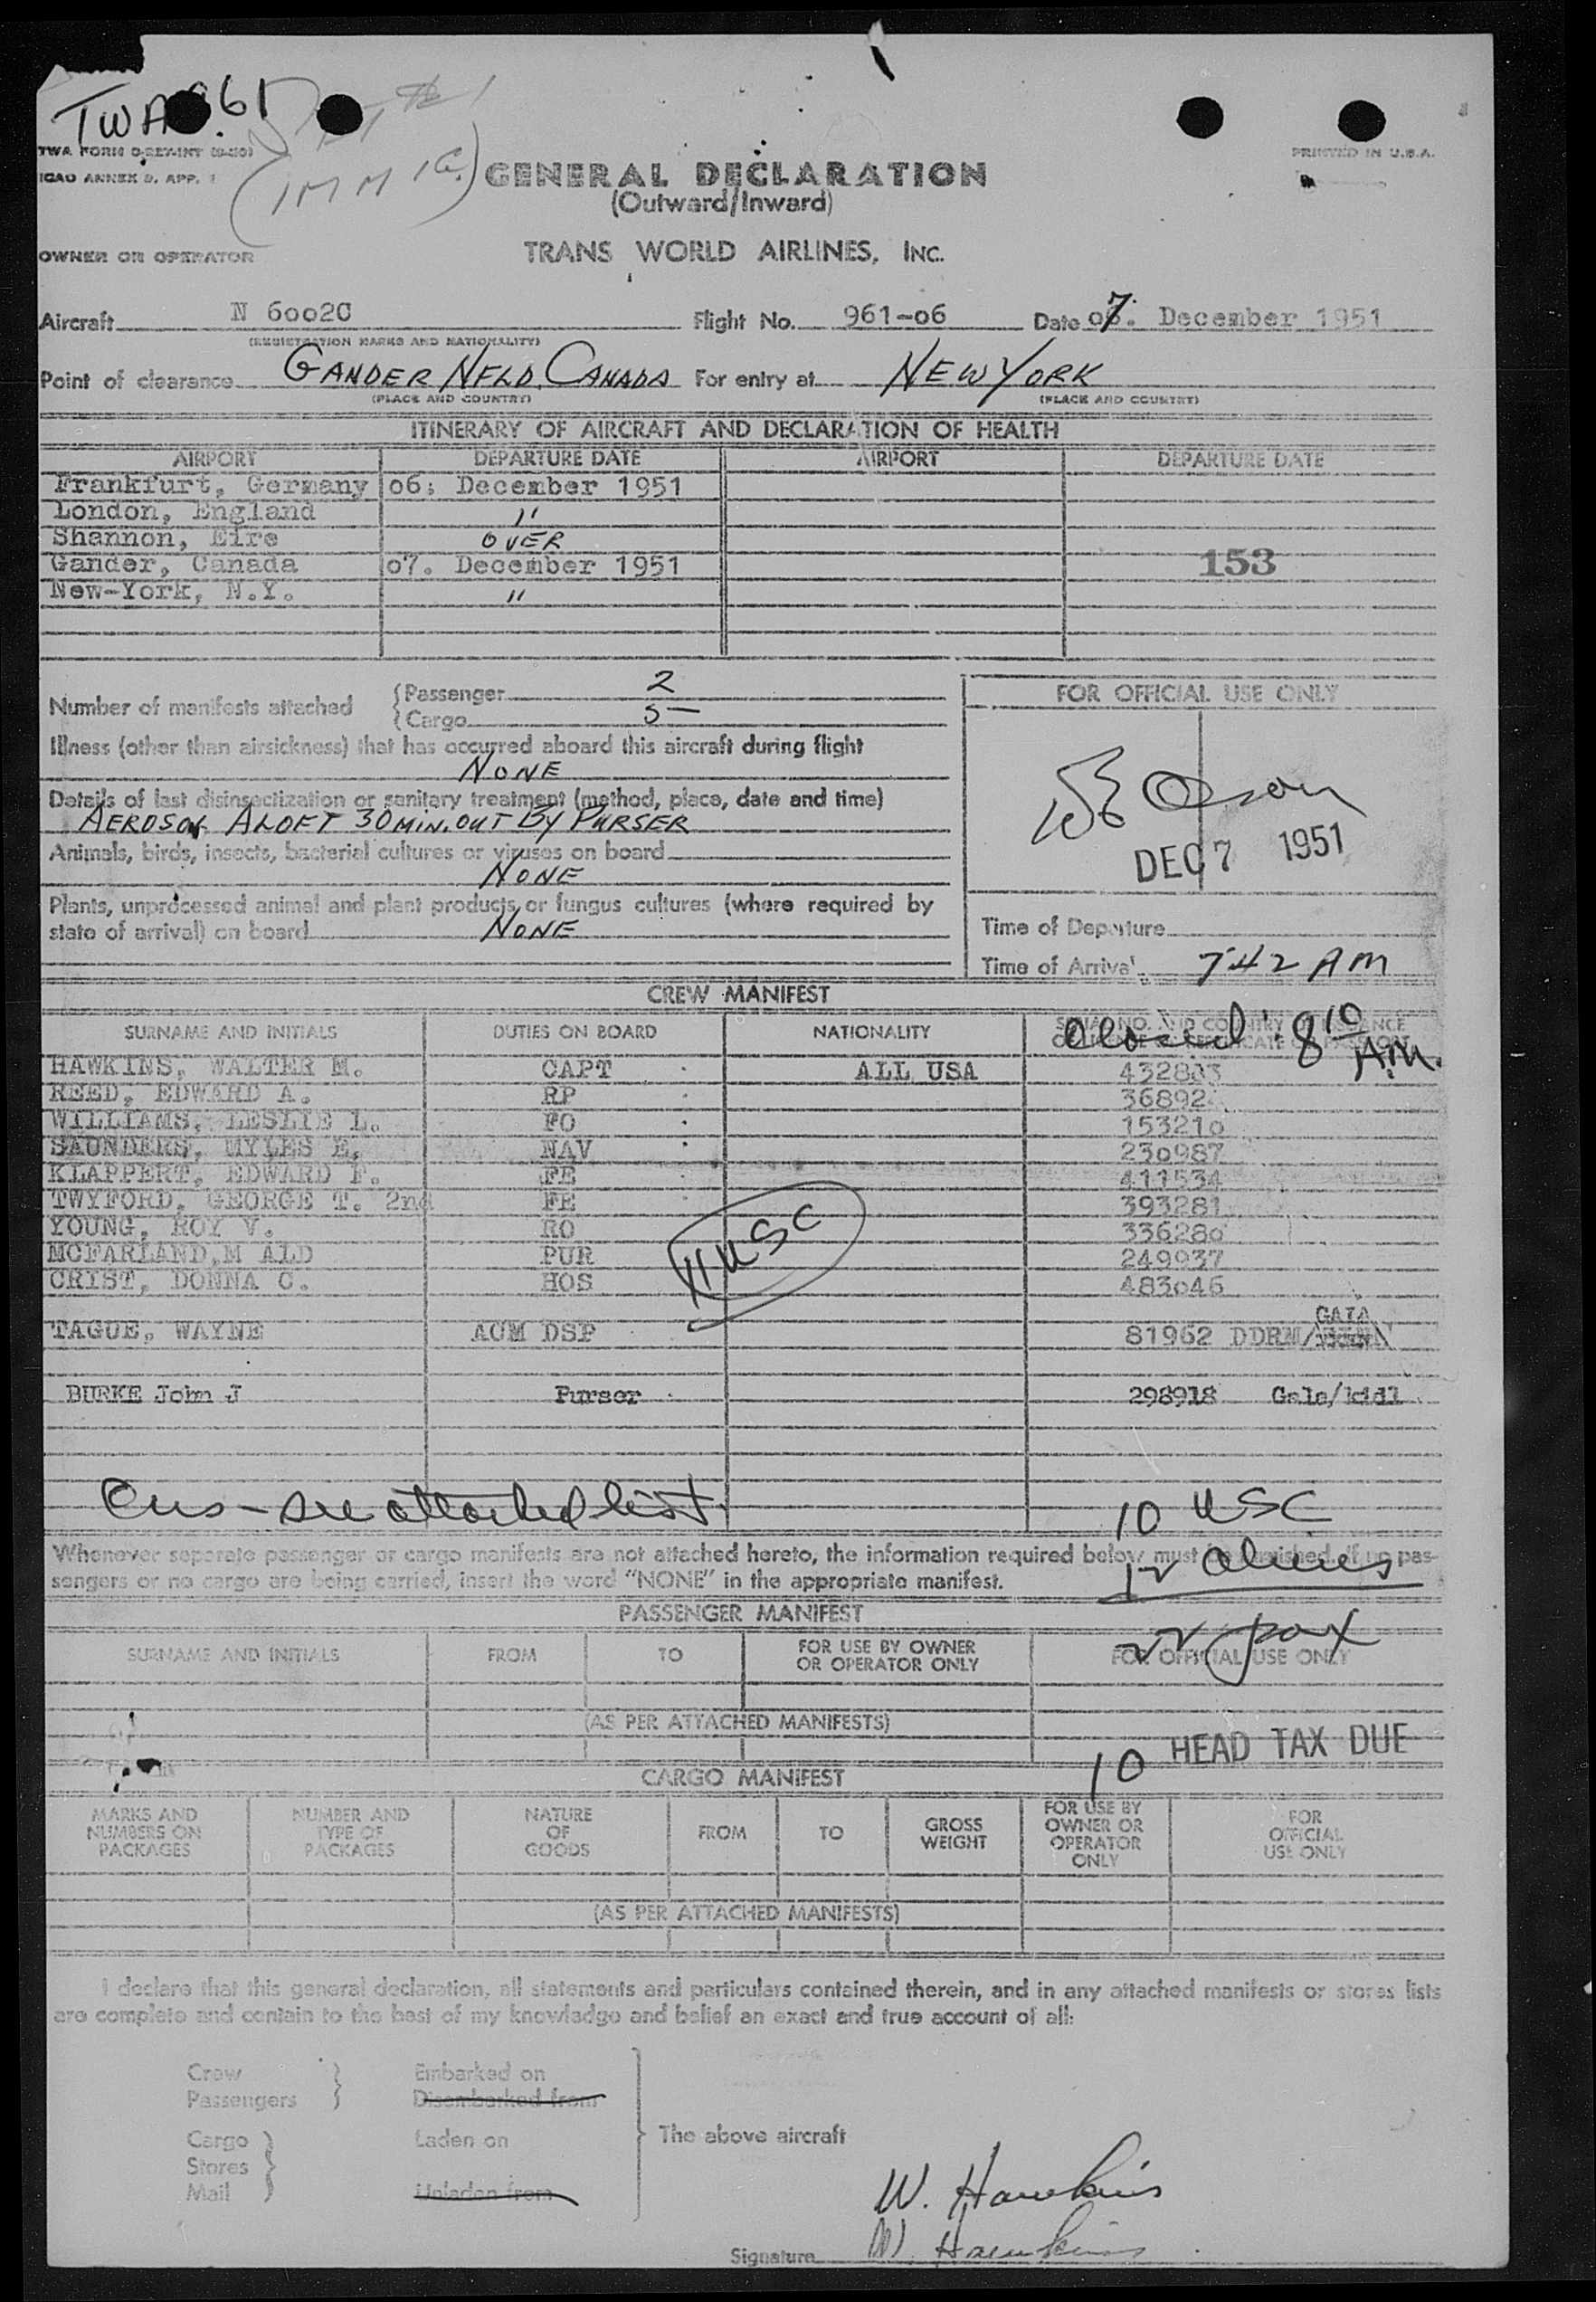 TWA 961
TWA FORM
(IMMIG.)
PRINTED IN U.S.A.
ICAO ANNEX 9, APP. 1
GENERAL DECLARATION
(Outward/Inward)
OWNER OR OPERATOR TRANS WORLD AIRLINES, INC.
Aircraft N 6002C Flight No. 961-06 Date 07. December 1951
(REGISTRATION MARKS AND NATIONALITY)
Point of clearance GANDER NFLD. CANADA For entry at NEW YORK
(PLACE AND COUNTRY) (PLACE AND COUNTRY)
ITINERARY OF AIRCRAFT AND DECLARATION OF HEALTH
AIRPORT DEPARTURE DATE AIRPORT DEPARTURE DATE
Frankfurt, Germany 06. December 1951
London, England "
Shannon, Eire OVER
Gander, Canada 07. December 1951 153
New-York, N.Y. "
Number of manifests attached
Passenger 2
Cargo 5
FOR OFFICIAL USE ONLY
Illness (other than airsickness) that has occurred aboard this aircraft during flight
NONE
Details of last disinsectization or sanitary treatment (method, place, date and time)
AEROSOL ALOFT 30 MIN. OUT BY PURSER
Animals, birds, insects, bacterial cultures or viruses on board
NONE
DEC 7 1951
Plants, unprocessed animal and plant products or fungus cultures (where required by
state of arrival) on board NONE
Time of Departure
Time of Arrival 742 AM
CREW MANIFEST
SURNAME AND INITIALS DUTIES ON BOARD NATIONALITY
810 AM.
HAWKINS, WALTER M. CAPT ALL USA 432803
REED, EDWARD A. RP 36892
WILLIAMS, LESLIE L. FO 153210
SAUNDERS, MYLES E. NAV 230987
KLAPPERT, EDWARD F. FE 411534
TWYFORD, GEORGE T. 2nd FE 393281
YOUNG, ROY V. RO 336280
MCFARLAND, M ALD PUR 249937
CRIST, DONNA C. HOS 483046
11 USC
GAIA
TAGUE, WAYNE ACM DSP 81962 DDRM/
BURKE John J Purser 298918 Gala/kidl
Cus - see attached list. 10 USC
Whenever separate passenger or cargo manifests are not attached hereto, the information required below must be furnished. If no pas-
sengers or no cargo are being carried, insert the word "NONE" in the appropriate manifest.
12 aliens
PASSENGER MANIFEST
22 pax
SURNAME AND INITIALS FROM TO FOR USE BY OWNER OR OPERATOR ONLY FOR OFFICIAL USE ONLY
(AS PER ATTACHED MANIFESTS)
10 HEAD TAX DUE
CARGO MANIFEST
MARKS AND NUMBERS ON PACKAGES NUMBER AND TYPE OF PACKAGES NATURE OF GOODS FROM TO GROSS WEIGHT FOR USE BY OWNER OR OPERATOR ONLY FOR OFFICIAL USE ONLY
(AS PER ATTACHED MANIFESTS)
I declare that this general declaration, all statements and particulars contained therein, and in any attached manifests or stores lists
are complete and contain to the best of my knowledge and belief an exact and true account of all:
Crew Embarked on
Passengers Disembarked from
Cargo Laden on The above aircraft
Stores
Mail Unladen from
W. Hawkins
Signature W. Hawkins